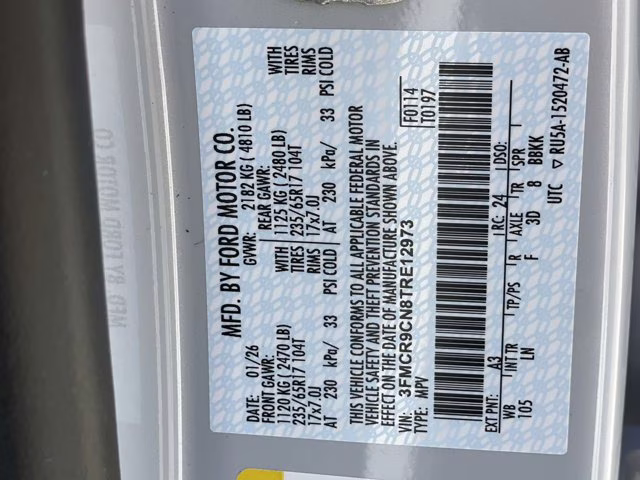 MFD. BY FORD MOTOR CO.
DATE: 01/26 GVWR: 2182 KG ( 4810 LB)
FRONT GAWR: REAR GAWR: WITH
1120 KG ( 2470 LB) WITH 1125 KG ( 2480 LB) TIRES
235/65R17 104T TIRES 235/65R17 104T RIMS
17x7.0J RIMS 17x7.0J
AT 230 kPa/ 33 PSI COLD AT 230 kPa/ 33 PSI COLD
THIS VEHICLE CONFORMS TO ALL APPLICABLE FEDERAL MOTOR
VEHICLE SAFETY AND THEFT PREVENTION STANDARDS IN
EFFECT ON THE DATE OF MANUFACTURE SHOWN ABOVE.
3FMCR9CN8TRE12973
TYPE: MPV
F0114
T0197
EXT PNT: A3 RC: 24 DSO:
WB INT TR TP/PS R AXLE TR SPR
105 LN F 3D 8 BBKK
UTC ▽ RU5A-1520472-AB
MFD. BY FORD MOTOR CO